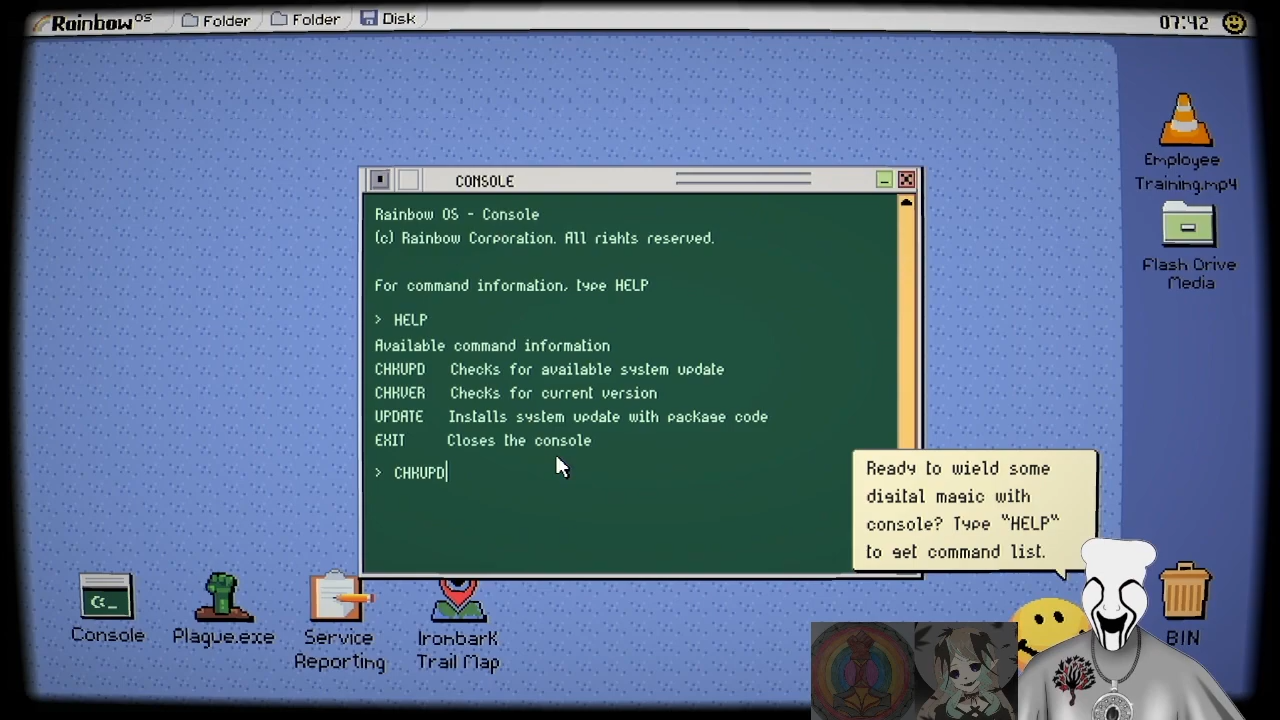 RainbowOS
Folder
Folder
Disk
07:42
Employee
Training.mp4
Flash Drive
Media
CONSOLE
Rainbow OS - Console
(c) Rainbow Corporation. All rights reserved.
For command information, type HELP
> HELP
Available command information
CHKUPD Checks for available system update
CHKVER Checks for current version
UPDATE Installs system update with package code
EXIT Closes the console
> CHKUPD
Ready to wield some
digital magic with
console? Type "HELP"
to get command list.
Console
Plague.exe
Service
Reporting
Ironbark
Trail Map
BIN